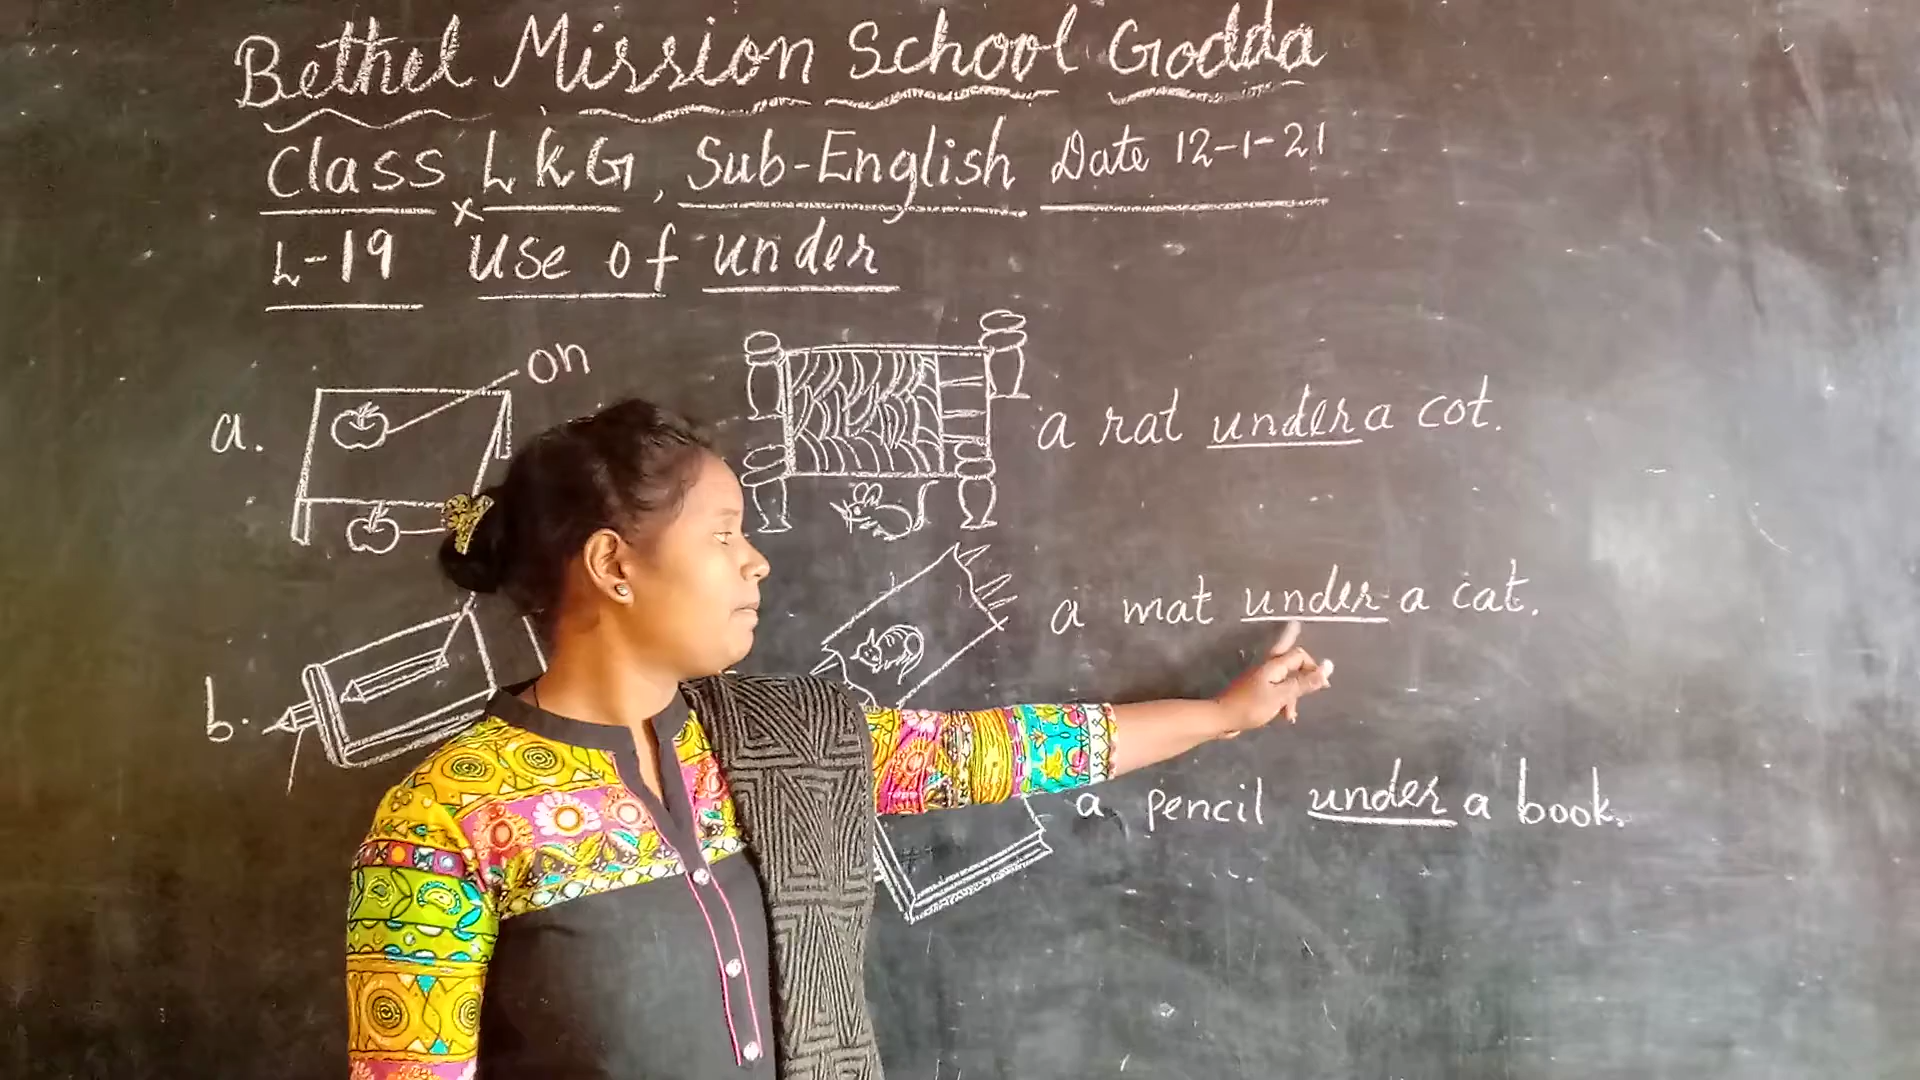 Bethel Mission School Godda
Class LKG, Sub-English Date 12-1-21
L-19 Use of under
on
a. a rat under a cot.
a mat under a cat.
b.
a pencil under a book.